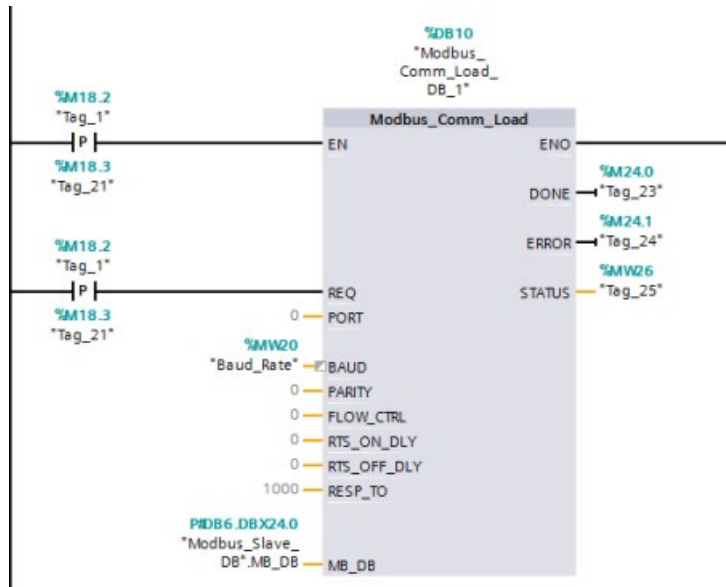 %DB10
"Modbus_
Comm_Load_
DB_1"
%M18.2
"Tag_1"
P
%M18.3
"Tag_21"
Modbus_Comm_Load
EN
ENO
%M24.0
DONE
"Tag_23"
%M24.1
ERROR
"Tag_24"
%M18.2
"Tag_1"
P
%M18.3
"Tag_21"
%MW26
REQ
STATUS
"Tag_25"
0
PORT
%MW20
"Baud_Rate"
BAUD
0
PARITY
0
FLOW_CTRL
0
RTS_ON_DLY
0
RTS_OFF_DLY
1000
RESP_TO
P#DB6.DBX24.0
"Modbus_Slave_
DB".MB_DB
MB_DB